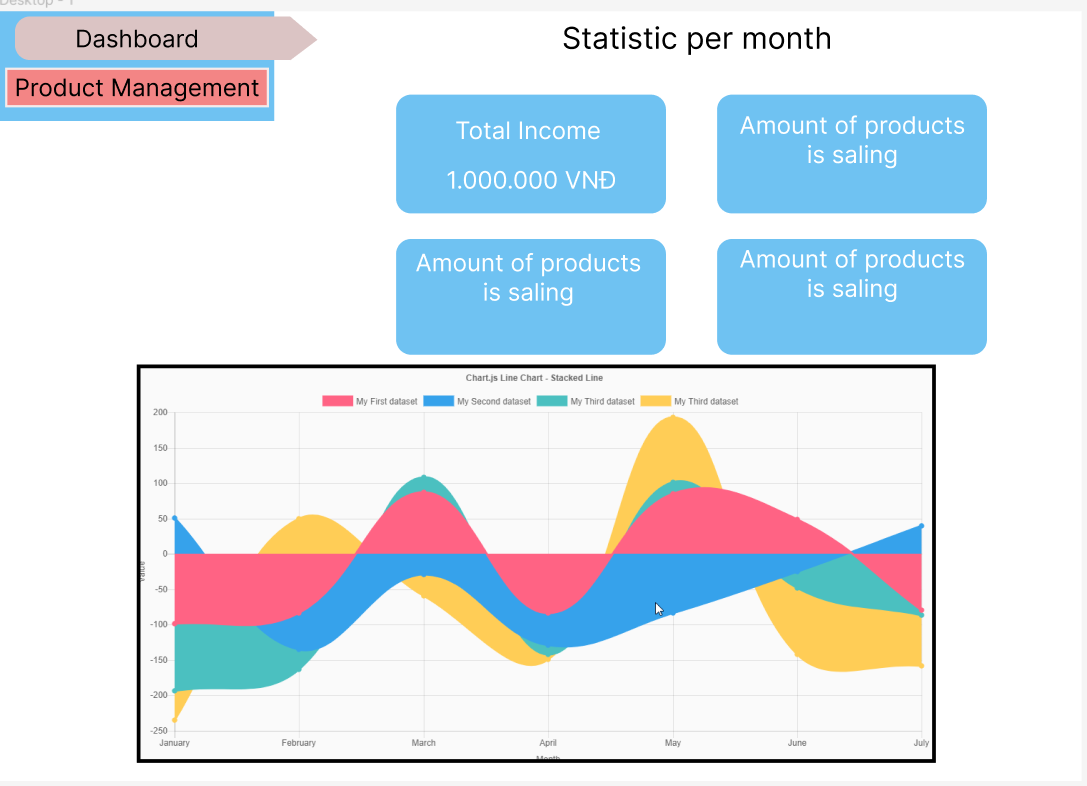 Desktop - 1
Dashboard
Product Management
Statistic per month
Total Income
1.000.000 VNĐ
Amount of products
is saling
Amount of products
is saling
Amount of products
is saling
Chart.js Line Chart - Stacked Line
My First dataset
My Second dataset
My Third dataset
My Third dataset
200
150
100
50
0
-50
-100
-150
-200
-250
Value
January
February
March
April
May
June
July
Month